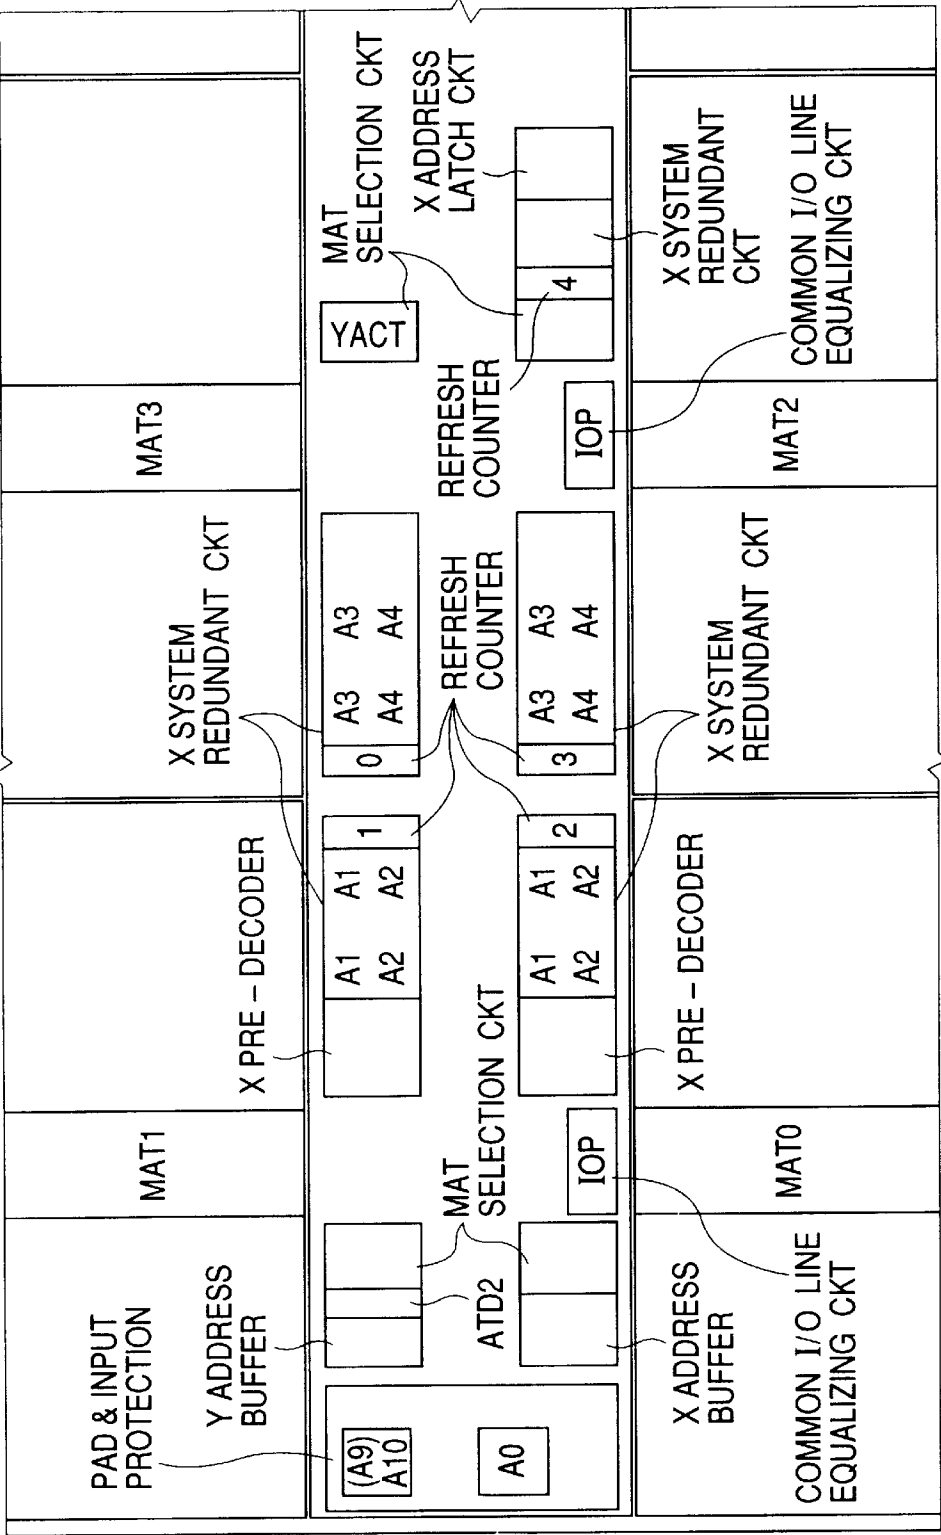 PAD & INPUT
PROTECTION
Y ADDRESS
BUFFER
MAT1
X PRE – DECODER
X SYSTEM
REDUNDANT CKT
MAT3
(A9)
A10
A1 A1
A2 A2
1
0
A3 A3
A4 A4
YACT
MAT
SELECTION CKT
ATD2
MAT
SELECTION CKT
REFRESH
COUNTER
REFRESH
COUNTER
X ADDRESS
LATCH CKT
A0
IOP
A1 A1
A2 A2
2
3
A3 A3
A4 A4
IOP
4
X ADDRESS
BUFFER
MAT0
X PRE – DECODER
X SYSTEM
REDUNDANT CKT
MAT2
X SYSTEM
REDUNDANT
CKT
COMMON I/O LINE
EQUALIZING CKT
COMMON I/O LINE
EQUALIZING CKT